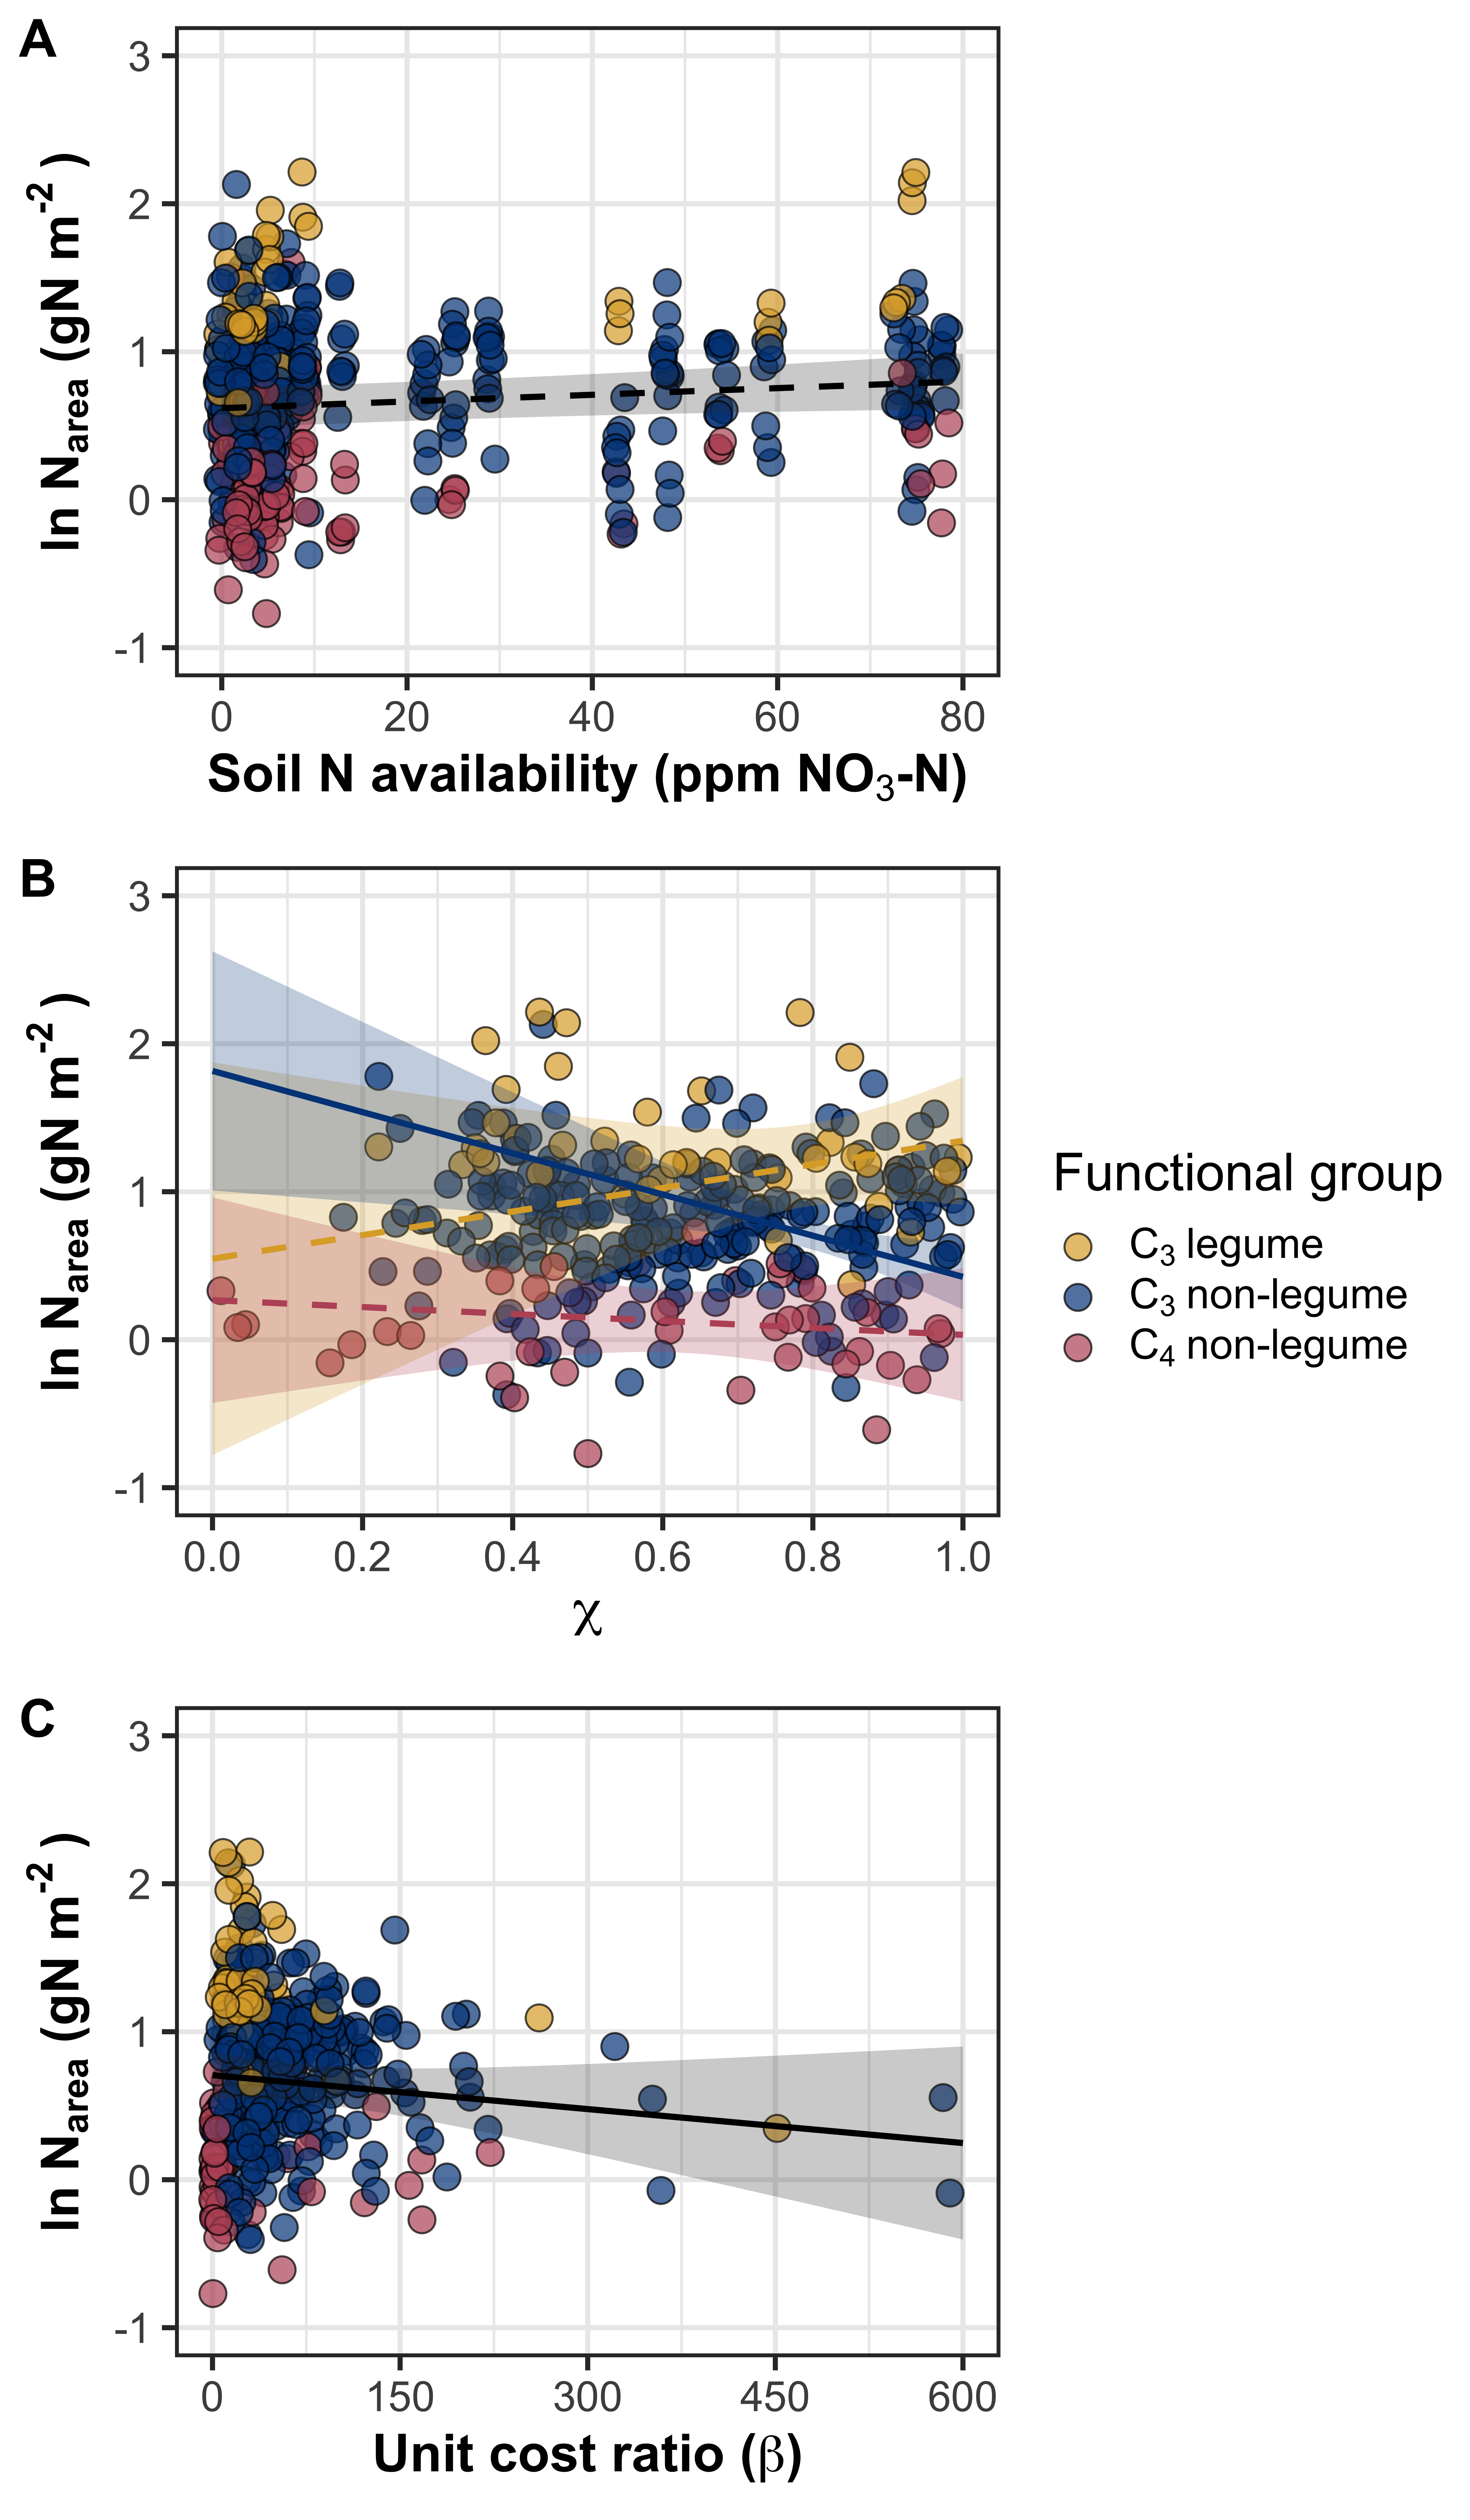 A
3
2
1
0
-1
ln Narea (gN m-2 )
0 20 40 60 80
Soil N availability (ppm NO3-N)
B
3
2
1
0
-1
ln Narea (gN m-2 )
0.0 0.2 0.4 0.6 0.8 1.0
χ
Functional group
C3 legume
C3 non-legume
C4 non-legume
C
3
2
1
0
-1
ln Narea (gN m-2 )
0 150 300 450 600
Unit cost ratio (β)